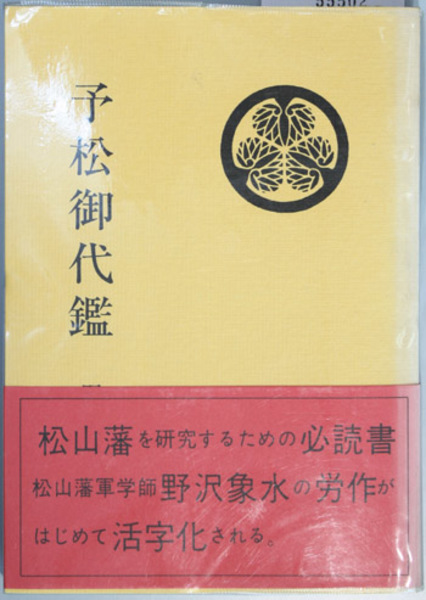 予松御代鑑
松山藩を研究するための必読書
松山藩軍学師野沢象水の労作が
はじめて活字化される。